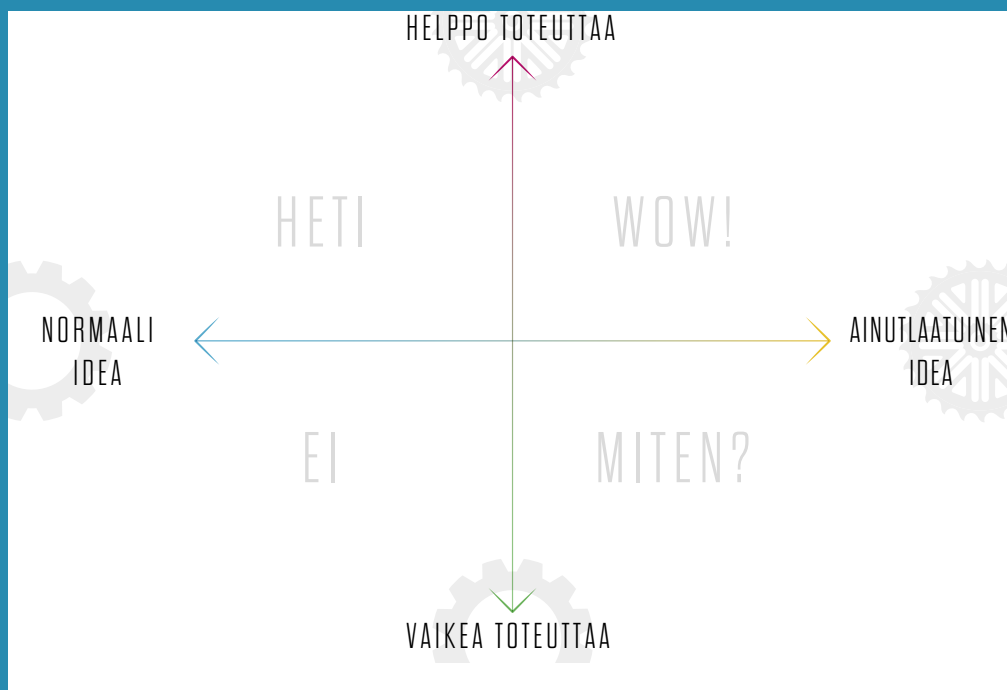 HELPPO TOTEUTTAA
HETI
WOW!
NORMAALI
IDEA
AINUTLAATUINEN
IDEA
EI
MITEN?
VAIKEA TOTEUTTAA